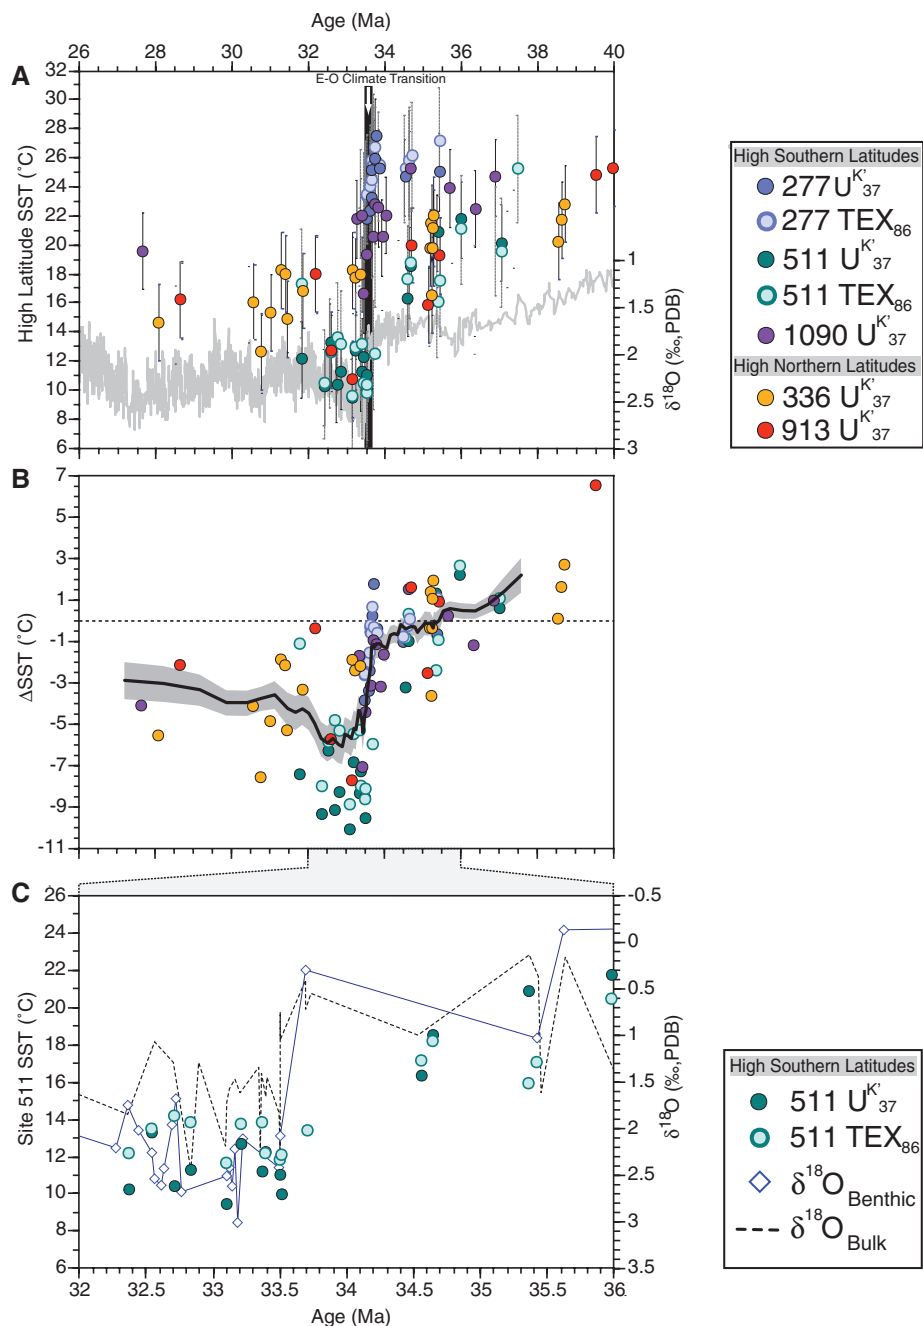 Age (Ma)
26 28 30 32 34 36 38 40
A
E-O Climate Transition
32
30
28
26
24
22
20
18
16
14
12
10
8
6
High Latitude SST (°C)
1
1.5
2
2.5
3
δ18O (‰,PDB)
High Southern Latitudes
277 UK'37
277 TEX86
511 UK'37
511 TEX86
1090 UK'37
High Northern Latitudes
336 UK'37
913 UK'37
B
7
5
3
1
-1
-3
-5
-7
-9
-11
ΔSST (°C)
C
26
24
22
20
18
16
14
12
10
8
6
Site 511 SST (°C)
-0.5
0
0.5
1
1.5
2
2.5
3
3.5
δ18O (‰,PDB)
32 32.5 33 33.5 34 34.5 35 35.5 36
Age (Ma)
High Southern Latitudes
511 UK'37
511 TEX86
δ18O Benthic
δ18O Bulk